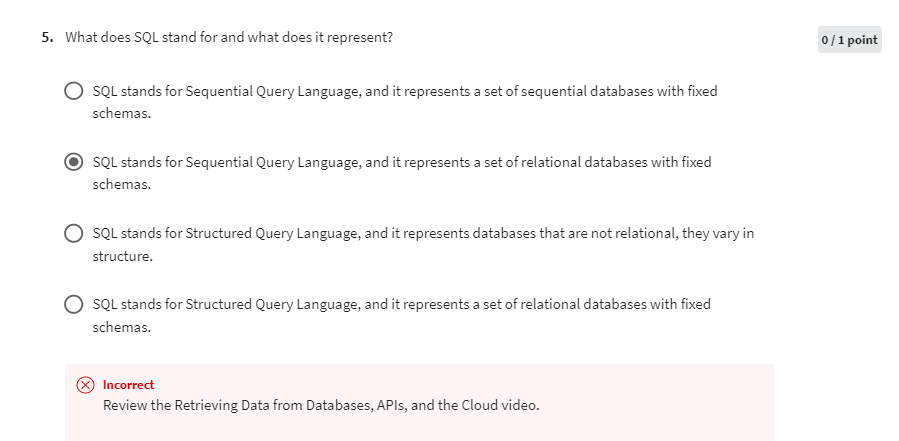 5. What does SQL stand for and what does it represent?
0 / 1 point
SQL stands for Sequential Query Language, and it represents a set of sequential databases with fixed
schemas.
SQL stands for Sequential Query Language, and it represents a set of relational databases with fixed
schemas.
SQL stands for Structured Query Language, and it represents databases that are not relational, they vary in
structure.
SQL stands for Structured Query Language, and it represents a set of relational databases with fixed
schemas.
Incorrect
Review the Retrieving Data from Databases, APIs, and the Cloud video.